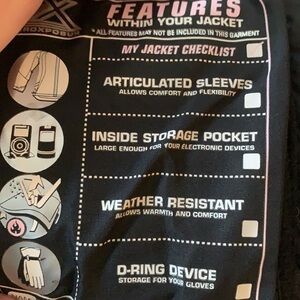 FEATURES
WITHIN YOUR JACKET
*ALL FEATURES MAY NOT BE INCLUDED IN THIS GARMENT
MY JACKET CHECKLIST
ARTICULATED SLEEVES
ALLOWS COMFORT AND FLEXIBILITY
INSIDE STORAGE POCKET
LARGE ENOUGH FOR YOUR ELECTRONIC DEVICES
WEATHER RESISTANT
ALLOWS WARMTH AND COMFORT
D-RING DEVICE
STORAGE FOR YOUR GLOVES